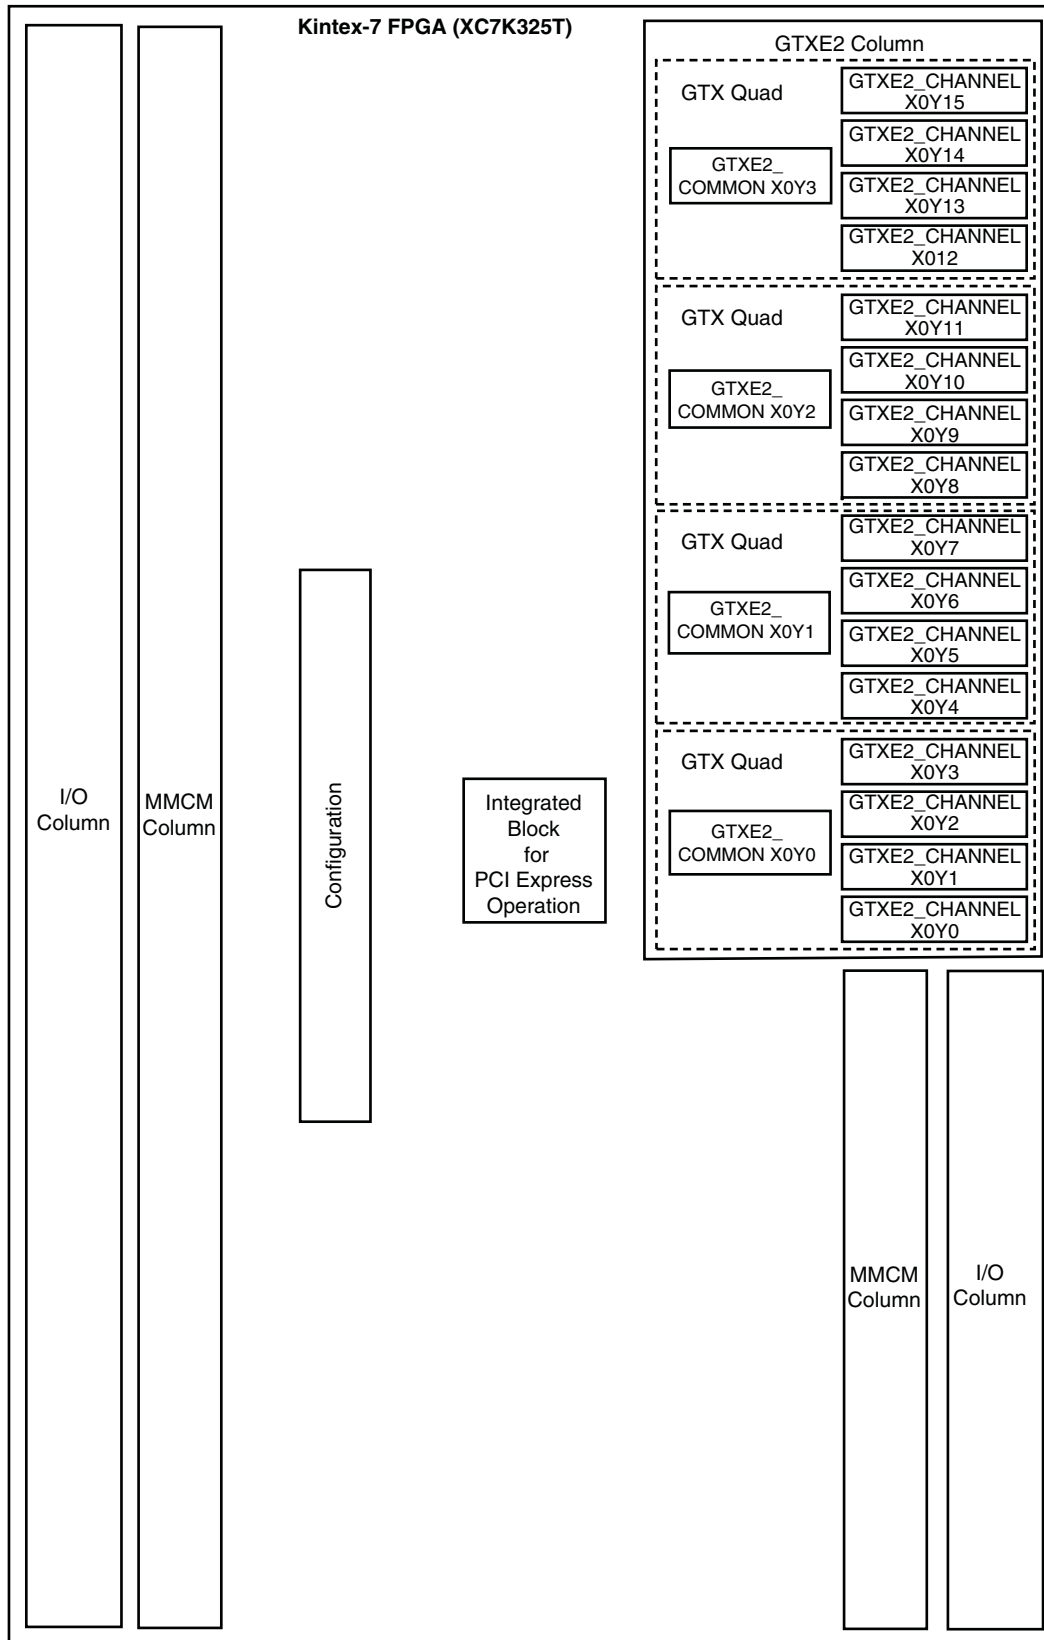 Kintex-7 FPGA (XC7K325T)
GTXE2 Column
GTX Quad
GTXE2_
COMMON X0Y3
GTXE2_CHANNEL
X0Y15
GTXE2_CHANNEL
X0Y14
GTXE2_CHANNEL
X0Y13
GTXE2_CHANNEL
X012
GTX Quad
GTXE2_
COMMON X0Y2
GTXE2_CHANNEL
X0Y11
GTXE2_CHANNEL
X0Y10
GTXE2_CHANNEL
X0Y9
GTXE2_CHANNEL
X0Y8
GTX Quad
GTXE2_
COMMON X0Y1
GTXE2_CHANNEL
X0Y7
GTXE2_CHANNEL
X0Y6
GTXE2_CHANNEL
X0Y5
GTXE2_CHANNEL
X0Y4
GTX Quad
GTXE2_
COMMON X0Y0
GTXE2_CHANNEL
X0Y3
GTXE2_CHANNEL
X0Y2
GTXE2_CHANNEL
X0Y1
GTXE2_CHANNEL
X0Y0
I/O
Column
MMCM
Column
Configuration
Integrated
Block
for
PCI Express
Operation
MMCM
Column
I/O
Column